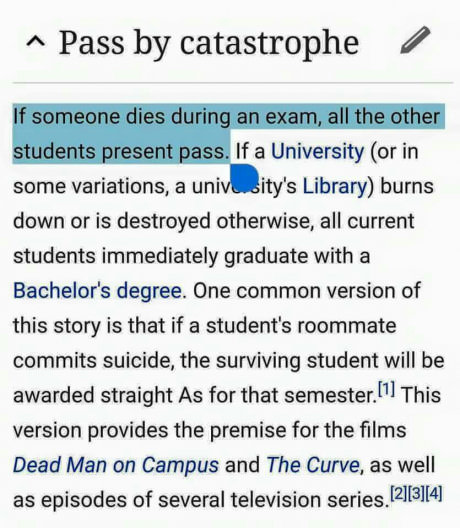 Pass by catastrophe
If someone dies during an exam, all the other
students present pass. If a University (or in
some variations, a university's Library) burns
down or is destroyed otherwise, all current
students immediately graduate with a
Bachelor's degree. One common version of
this story is that if a student's roommate
commits suicide, the surviving student will be
awarded straight As for that semester.[1] This
version provides the premise for the films
Dead Man on Campus and The Curve, as well
as episodes of several television series.[2][3][4]